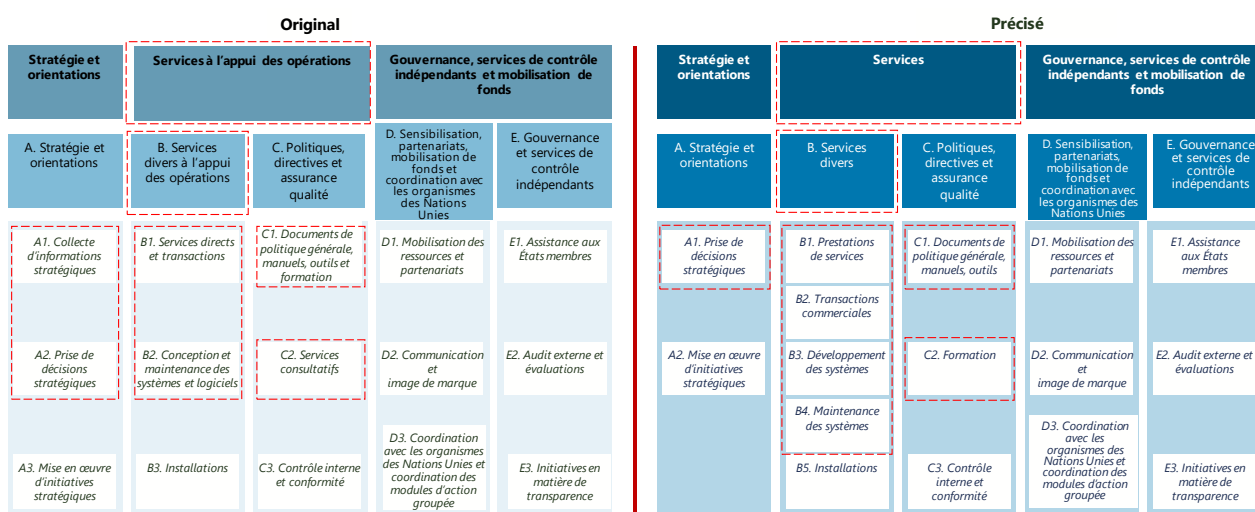 Original
Stratégie et
orientations
Services à l'appui des opérations
Gouvernance, services de contrôle
indépendants et mobilisation de
fonds
A. Stratégie et
orientations
B. Services
divers à l'appui
des opérations
C. Politiques,
directives et
assurance
qualité
D. Sensibilisation,
partenariats,
mobilisation de
fonds et
coordination avec
les organismes
des Nations
Unies
E. Gouvernance
et services de
contrôle
indépendants
A1. Collecte
d'informations
stratégiques
B1. Services directs
et transactions
C1. Documents de
politique générale,
manuels, outils et
formation
D1. Mobilisation des
ressources et
partenariats
E1. Assistance aux
États membres
A2. Prise de
décisions
stratégiques
B2. Conception et
maintenance des
systèmes et logiciels
C2. Services
consultatifs
D2. Communication
et
image de marque
E2. Audit externe et
évaluations
A3. Mise en œuvre
d'initiatives
stratégiques
B3. Installations
C3. Contrôle interne
et conformité
D3. Coordination
avec les organismes
des Nations Unies et
coordination des
modules d'action
groupée
E3. Initiatives en
matière de
transparence
Précisé
Stratégie et
orientations
Services
Gouvernance, services de contrôle
indépendants et mobilisation de
fonds
A. Stratégie et
orientations
B. Services
divers
C. Politiques,
directives et
assurance
qualité
D. Sensibilisation,
partenariats,
mobilisation de
fonds et
coordination avec
les organismes des
Nations Unies
E. Gouvernance
et services de
contrôle
indépendants
A1. Prise de
décisions
stratégiques
B1. Prestations
de services
C1. Documents de
politique générale,
manuels, outils
D1. Mobilisation des
ressources et
partenariats
E1. Assistance
aux États
membres
B2. Transactions
commerciales
A2. Mise en œuvre
d'initiatives
stratégiques
B3. Développement
des systèmes
C2. Formation
D2. Communication
et
image de marque
E2. Audit externe et
évaluations
B4. Maintenance
des systèmes
B5. Installations
C3. Contrôle
interne et
conformité
D3. Coordination
avec les
organismes des
Nations Unies et
coordination des
modules d'action
groupée
E3. Initiatives en
matière de
transparence